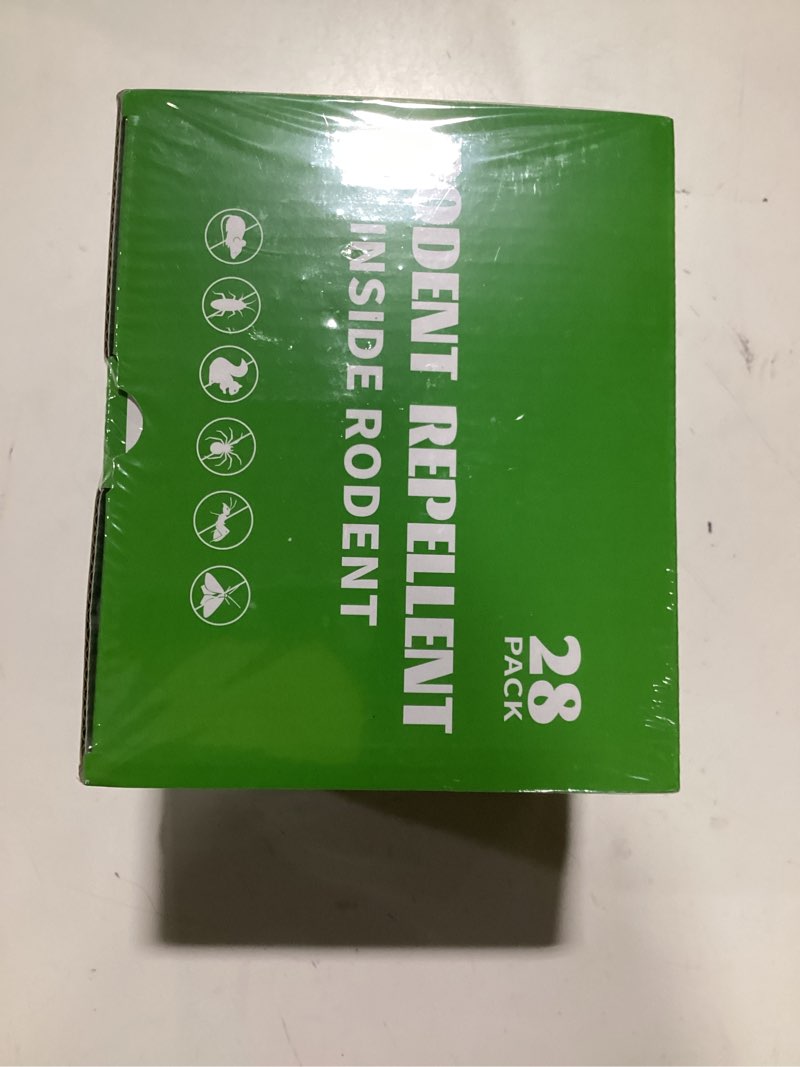 28
PACK
RODENT REPELLENT
INSIDE RODENT